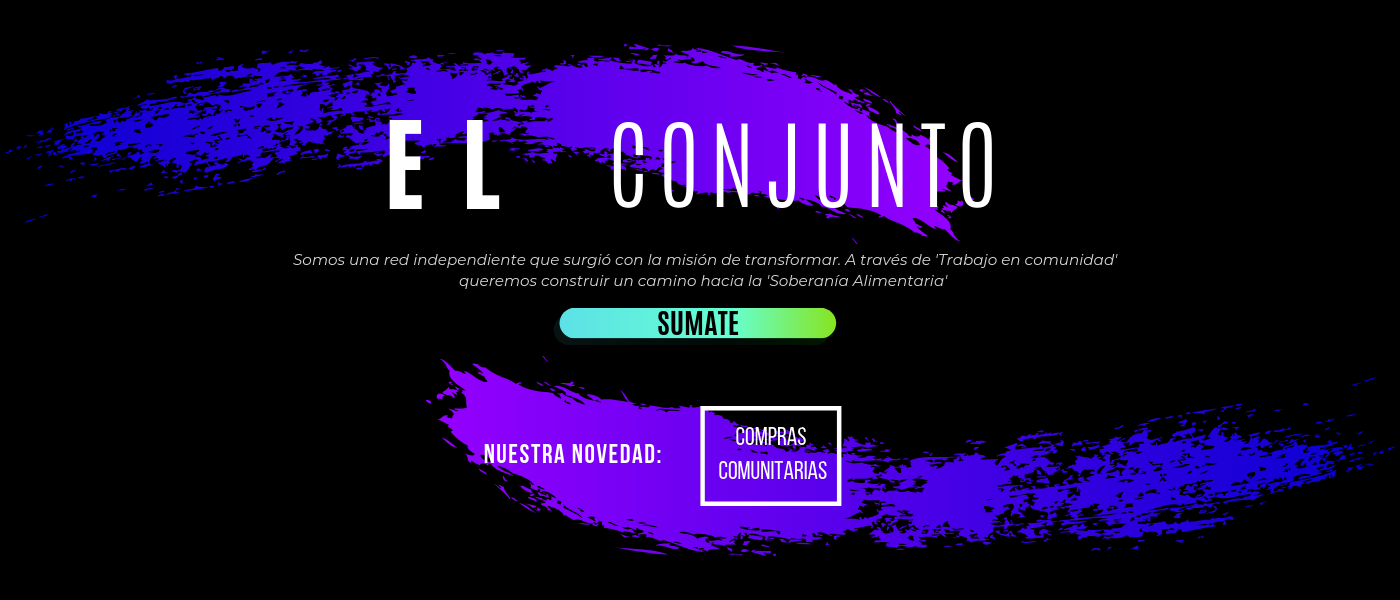 EL CONJUNTO
Somos una red independiente que surgió con la misión de transformar. A través de 'Trabajo en comunidad'
queremos construir un camino hacia la 'Soberanía Alimentaria'
SUMATE
NUESTRA NOVEDAD:
COMPRAS
COMUNITARIAS